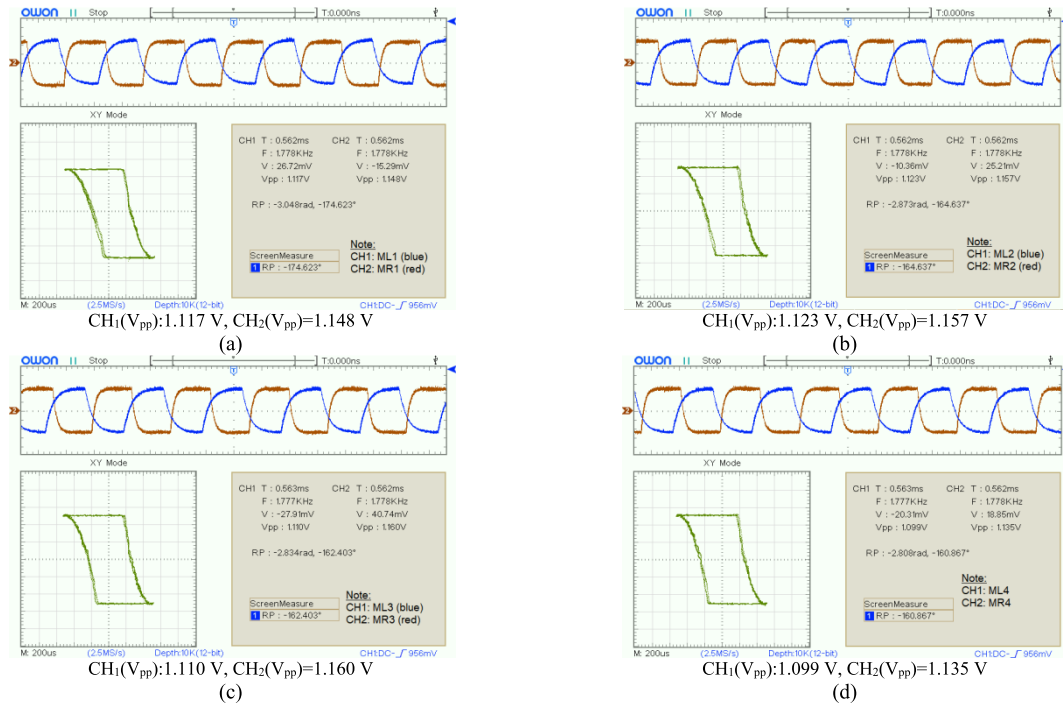 OWON Stop T:0.000ns
T
2
XY Mode
CH1 T : 0.562ms CH2 T : 0.562ms
F : 1.778KHz F : 1.778KHz
V : 26.72mV V : -15.29mV
Vpp : 1.117V Vpp : 1.148V
RP : -3.048rad, -174.623°
Note:
CH1: ML1 (blue)
CH2: MR1 (red)
ScreenMeasure
1 RP : -174.623°
M: 200us (2.5MS/s) Depth:10K(12-bit) CH1:DC- 956mV
CH1(Vpp):1.117 V, CH2(Vpp)=1.148 V
(a)
OWON Stop T:0.000ns
T
2
XY Mode
CH1 T : 0.562ms CH2 T : 0.562ms
F : 1.778KHz F : 1.778KHz
V : -10.36mV V : 25.21mV
Vpp : 1.123V Vpp : 1.157V
RP : -2.873rad, -164.637°
Note:
CH1: ML2 (blue)
CH2: MR2 (red)
ScreenMeasure
1 RP : -164.637°
M: 200us (2.5MS/s) Depth:10K(12-bit) CH1:DC- 956mV
CH1(Vpp):1.123 V, CH2(Vpp)=1.157 V
(b)
OWON Stop T:0.000ns
T
2
XY Mode
CH1 T : 0.563ms CH2 T : 0.562ms
F : 1.777KHz F : 1.778KHz
V : -27.91mV V : 40.74mV
Vpp : 1.110V Vpp : 1.160V
RP : -2.834rad, -162.403°
Note:
CH1: ML3 (blue)
CH2: MR3 (red)
ScreenMeasure
1 RP : -162.403°
M: 200us (2.5MS/s) Depth:10K(12-bit) CH1:DC- 956mV
CH1(Vpp):1.110 V, CH2(Vpp)=1.160 V
(c)
OWON Stop T:0.000ns
T
2
XY Mode
CH1 T : 0.563ms CH2 T : 0.562ms
F : 1.777KHz F : 1.778KHz
V : -20.31mV V : 18.85mV
Vpp : 1.099V Vpp : 1.135V
RP : -2.808rad, -160.867°
Note:
CH1: ML4
CH2: MR4
ScreenMeasure
1 RP : -160.867°
M: 200us (2.5MS/s) Depth:10K(12-bit) CH1:DC- 956mV
CH1(Vpp):1.099 V, CH2(Vpp)=1.135 V
(d)